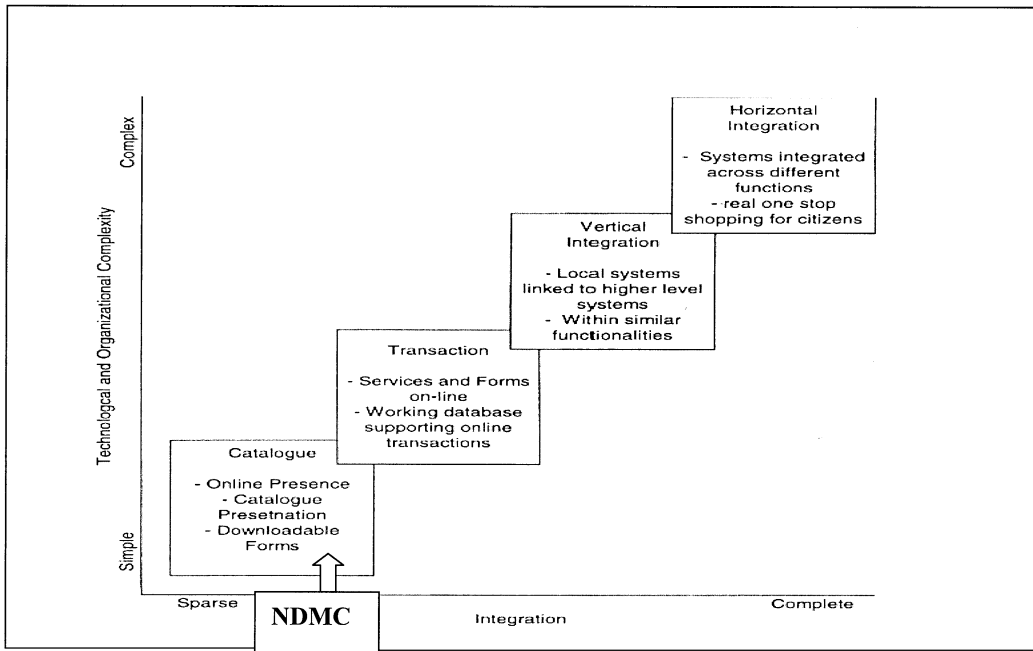 Complex
Technologcal and Organizational Complexity
Simple
Horizontal
Integration
- Systems integrated
across different
functions
- real one stop
shopping for citizens
Vertical
Integration
- Local systems
linked to higher level
systems
- Within similar
functionalities
Transaction
- Services and Forms
on-line
- Working database
supporting online
transactions
Catalogue
- Online Presence
- Catalogue
Presetnation
- Downloadable
Forms
Sparse
NDMC
Integration
Complete